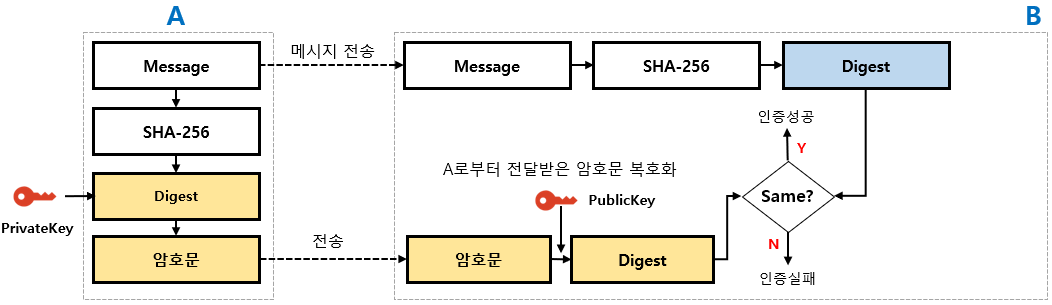 A
B
Message
메시지 전송
Message
SHA-256
Digest
SHA-256
인증성공
Y
A로부터 전달받은 암호문 복호화
Digest
PublicKey
Same?
PrivateKey
전송
N
암호문
암호문
Digest
인증실패